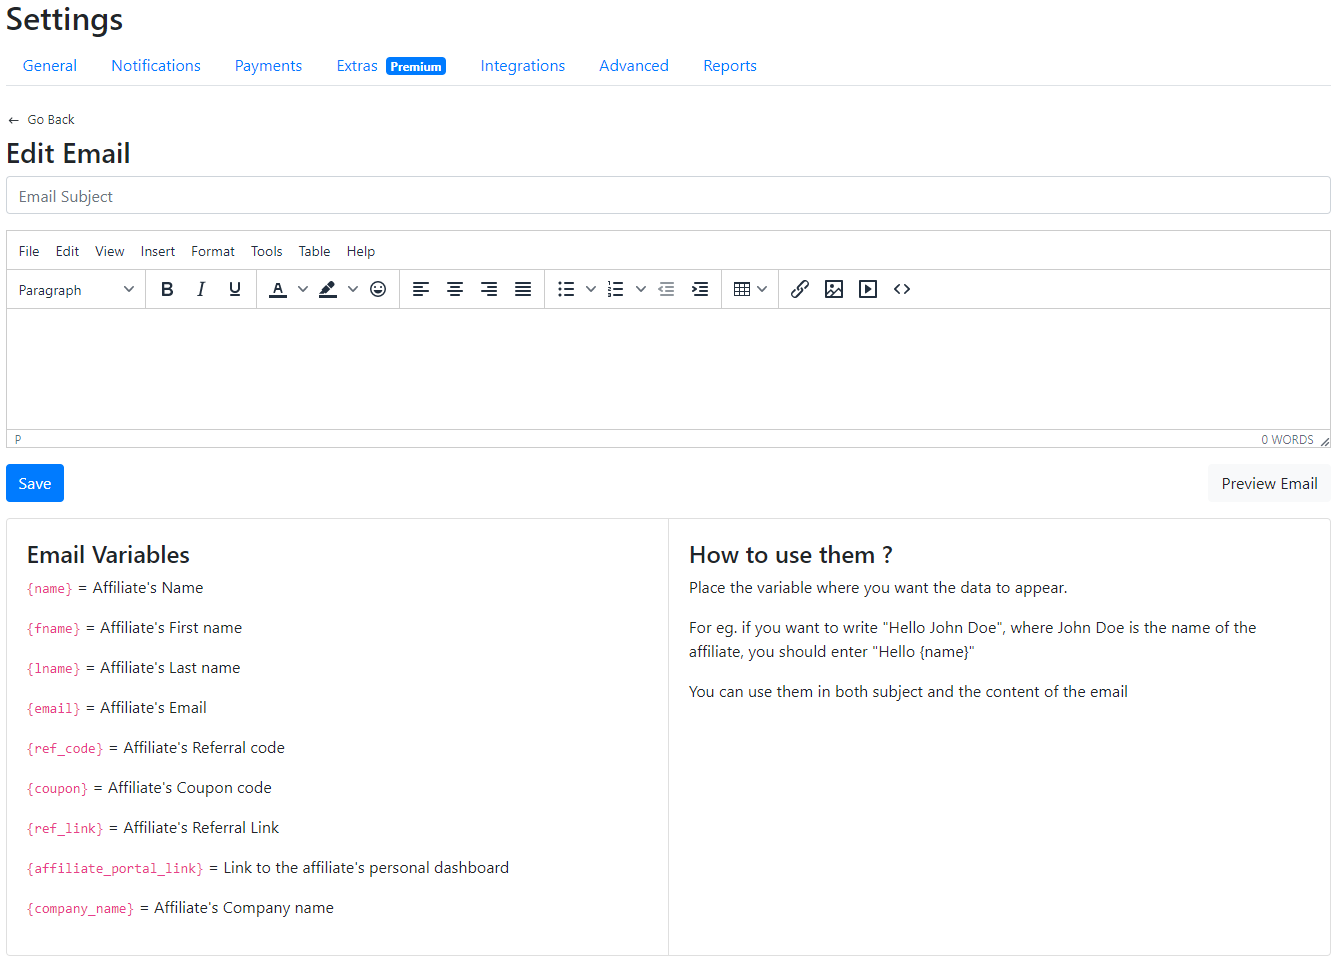 Settings
General Notifications Payments Extras Premium Integrations Advanced Reports
← Go Back
Edit Email
Email Subject
File Edit View Insert Format Tools Table Help
Paragraph B I U A
P 0 WORDS
Save Preview Email
Email Variables
{name} = Affiliate's Name
{fname} = Affiliate's First name
{lname} = Affiliate's Last name
{email} = Affiliate's Email
{ref_code} = Affiliate's Referral code
{coupon} = Affiliate's Coupon code
{ref_link} = Affiliate's Referral Link
{affiliate_portal_link} = Link to the affiliate's personal dashboard
{company_name} = Affiliate's Company name
How to use them ?
Place the variable where you want the data to appear.
For eg. if you want to write "Hello John Doe", where John Doe is the name of the
affiliate, you should enter "Hello {name}"
You can use them in both subject and the content of the email